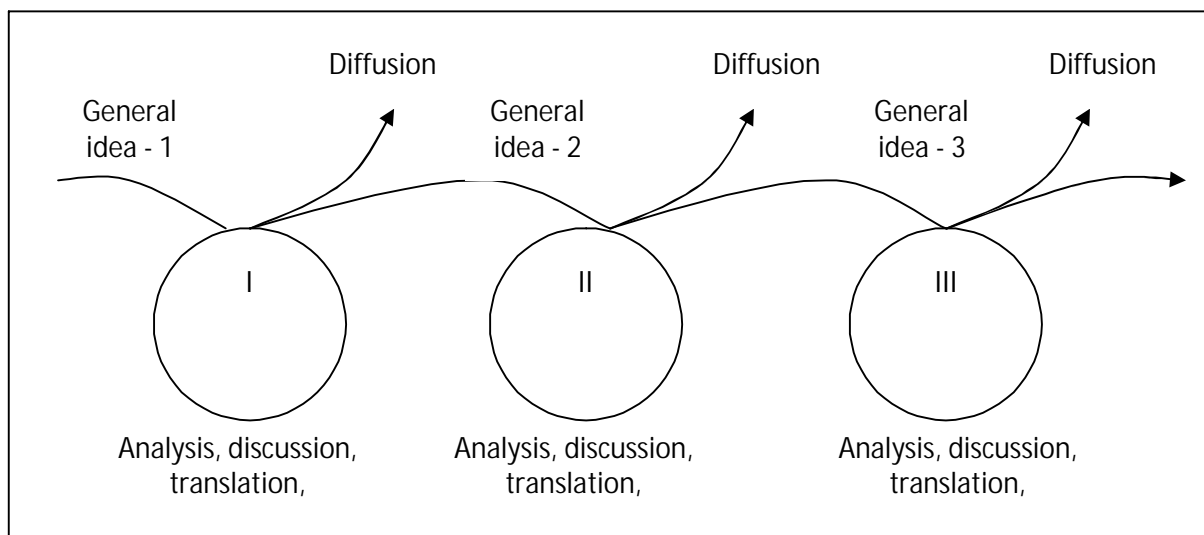 Diffusion
Diffusion
Diffusion
General
idea - 1
General
idea - 2
General
idea - 3
I
II
III
Analysis, discussion,
translation,
Analysis, discussion,
translation,
Analysis, discussion,
translation,